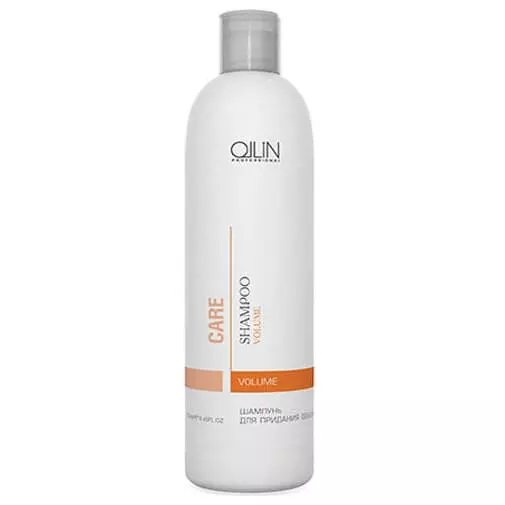 OLLIN
PROFESSIONAL
CARE
SHAMPOO
VOLUME
VOLUME
ШАМПУНЬ
ДЛЯ ПРИДАНИЯ